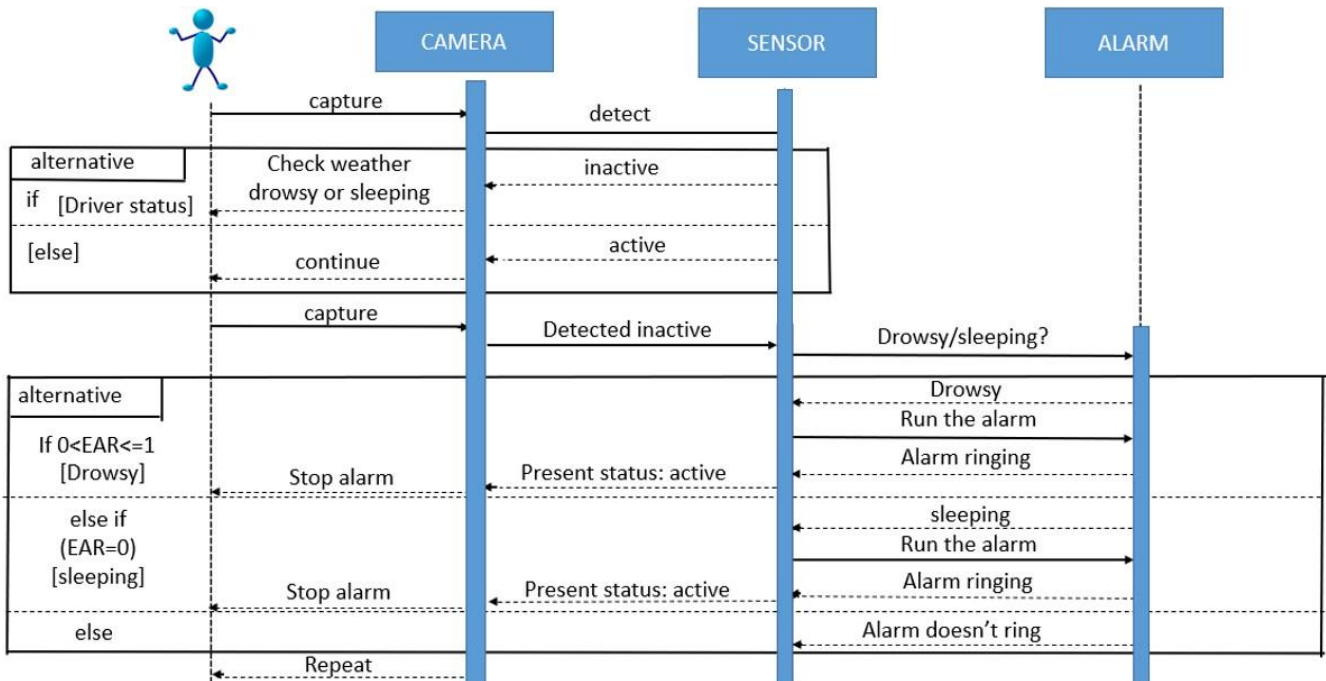 CAMERA
SENSOR
ALARM
capture
detect
alternative
Check weather
drowsy or sleeping
inactive
if [Driver status]
[else]
active
continue
capture
Detected inactive
Drowsy/sleeping?
alternative
Drowsy
Run the alarm
If 0<EAR<=1
[Drowsy]
Alarm ringing
Present status: active
Stop alarm
else if
(EAR=0)
[sleeping]
sleeping
Run the alarm
Alarm ringing
Present status: active
Stop alarm
else
Alarm doesn't ring
Repeat